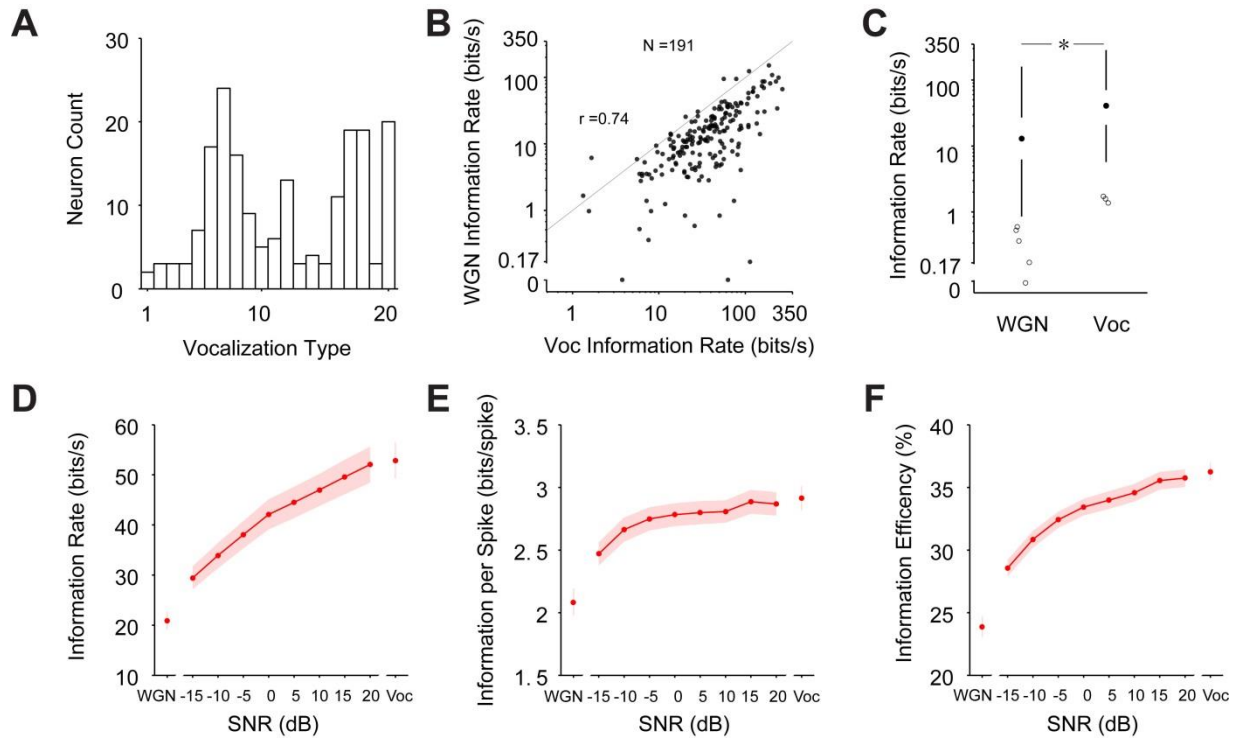 A
Neuron Count
30
20
10
0
1
10
20
Vocalization Type
B
WGN Information Rate (bits/s)
350
100
10
1
0.17
0
N =191
r =0.74
1
10
100
350
Voc Information Rate (bits/s)
C
Information Rate (bits/s)
350
100
10
1
0.17
0
*
WGN
Voc
D
Information Rate (bits/s)
60
50
40
30
20
10
WGN
-15
-10
-5
0
5
10
15
20
Voc
SNR (dB)
E
Information per Spike (bits/spike)
3.5
3
2.5
2
1.5
WGN
-15
-10
-5
0
5
10
15
20
Voc
SNR (dB)
F
Information Efficency (%)
40
35
30
25
20
WGN
-15
-10
-5
0
5
10
15
20
Voc
SNR (dB)